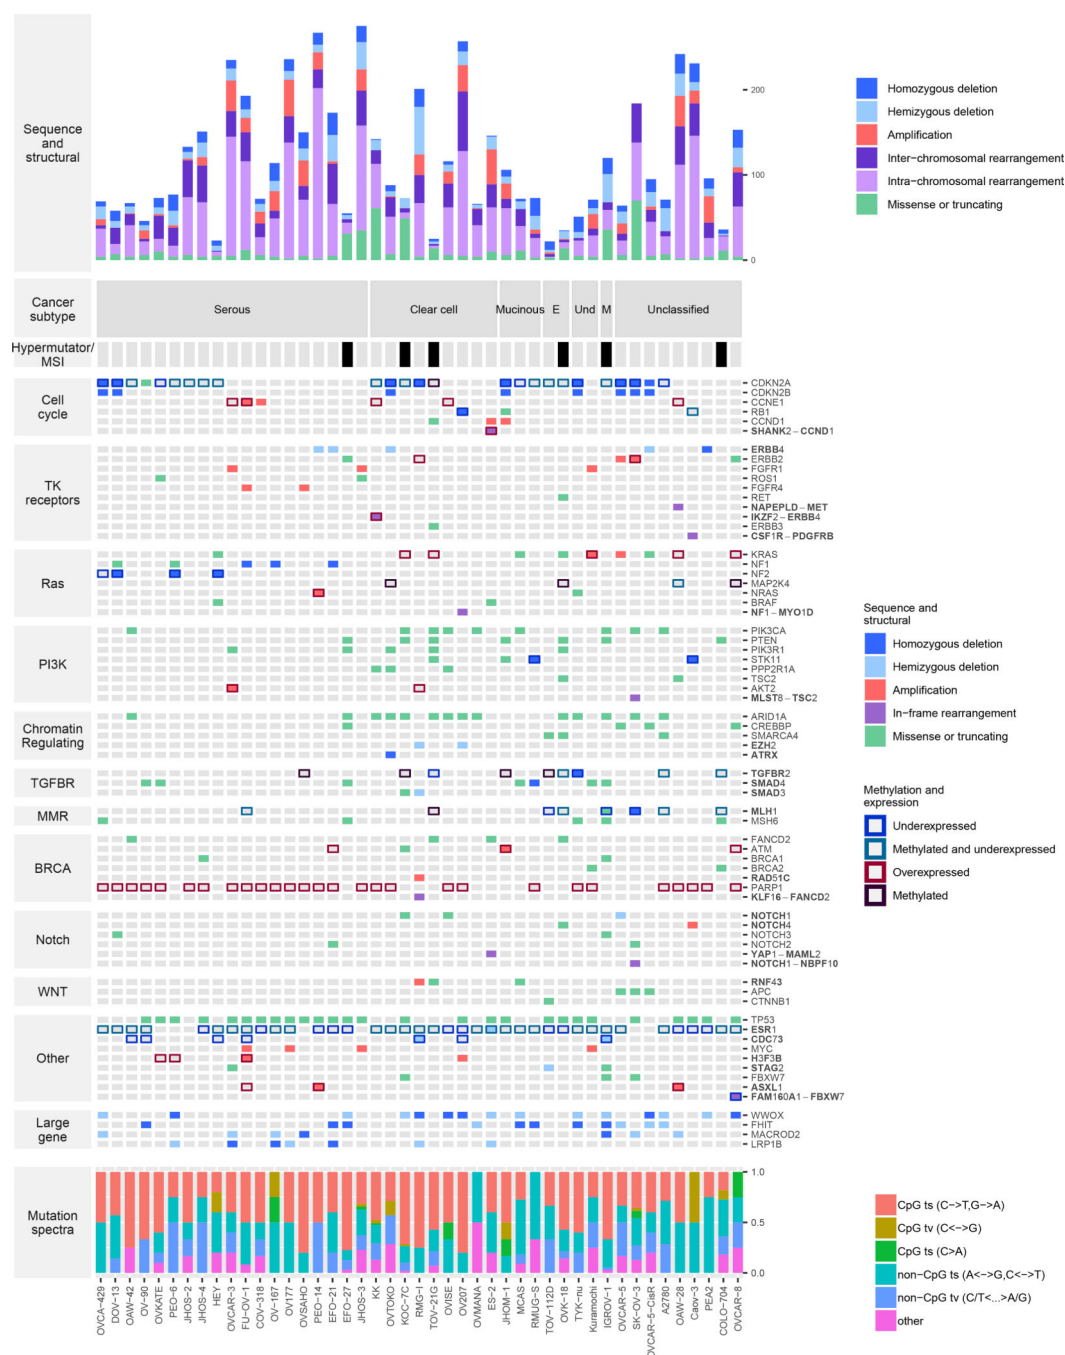 Sequence
and
structural
200
100
0
Homozygous deletion
Hemizygous deletion
Amplification
Inter-chromosomal rearrangement
Intra-chromosomal rearrangement
Missense or truncating
Cancer
subtype
Serous
Clear cell
Mucinous
E
Und
M
Unclassified
Hypermutator/
MSI
Cell
cycle
CDKN2A
CDKN2B
CCNE1
RB1
CCND1
SHANK2–CCND1
TK
receptors
ERBB4
ERBB2
FGFR1
ROS1
FGFR4
RET
NAPEPLD–MET
IKZF2–ERBB4
ERBB3
CSF1R–PDGFRB
Ras
KRAS
NF1
NF2
MAP2K4
NRAS
BRAF
NF1–MYO1D
Sequence and
structural
Homozygous deletion
Hemizygous deletion
Amplification
In-frame rearrangement
Missense or truncating
PI3K
PIK3CA
PTEN
PIK3R1
STK11
PPP2R1A
TSC2
AKT2
MLST8–TSC2
Chromatin
Regulating
ARID1A
CREBBP
SMARCA4
EZH2
ATRX
TGFBR
TGFBR2
SMAD4
SMAD3
MMR
MLH1
MSH6
Methylation and
expression
Underexpressed
Methylated and underexpressed
Overexpressed
Methylated
BRCA
FANCD2
ATM
BRCA1
BRCA2
RAD51C
PARP1
KLF16–FANCD2
Notch
NOTCH1
NOTCH4
NOTCH3
NOTCH2
YAP1–MAML2
NOTCH1–NBPF10
WNT
RNF43
APC
CTNNB1
Other
TP53
ESR1
CDC73
MYC
H3F3B
STAG2
FBXW7
ASXL1
FAM160A1–FBXW7
Large
gene
WWOX
FHIT
MACROD2
LRP1B
Mutation
spectra
1.0
0.5
0.0
CpG ts (C->T,G->A)
CpG tv (C<->G)
CpG ts (C>A)
non-CpG ts (A<->G,C<->T)
non-CpG tv (C/T<...>A/G)
other
OVCA-429
DOV-13
OAW-42
OV-90
OVKATE
PEO-6
JHOS-2
JHOS-4
HEY
OVCAR-3
FU-OV-1
COV-318
OV-167
OV177
OVSAHO
PEO-14
EFO-21
EFO-27
JHOS-3
KK
OVTOKO
KOC-7C
RMG-I
TOV-21G
OVISE
OV207
OVMANA
ES-2
JHOM-1
MCAS
RMUG-S
TOV-112D
OVK-18
TYK-nu
Kuramochi
IGROV-1
OVCAR-5
SK-OV-3
OVCAR-5-CisR
A2780
OAW-28
Caov-3
PEA2
COLO-704
OVCAR-8